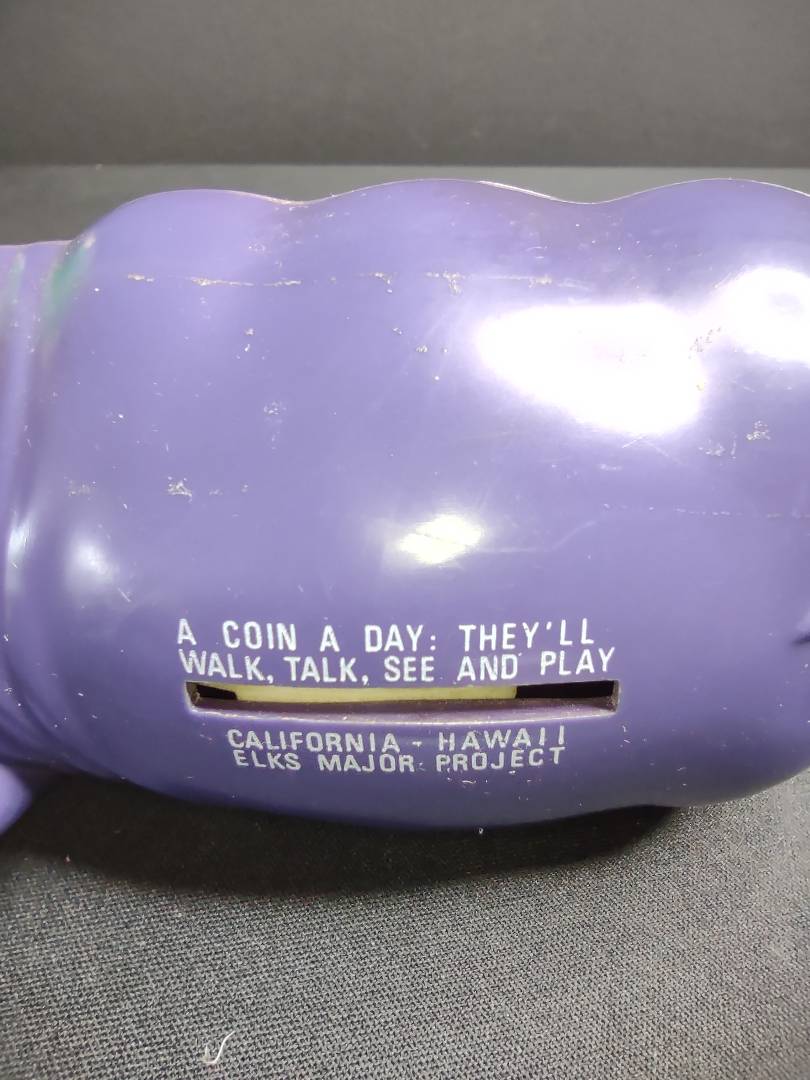 A COIN A DAY: THEY'LL
WALK, TALK, SEE AND PLAY
CALIFORNIA - HAWAII
ELKS MAJOR PROJECT